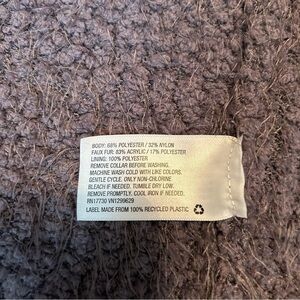 BODY: 68% POLYESTER / 32% NYLON
FAUX FUR: 83% ACRYLIC / 17% POLYESTER
LINING: 100% POLYESTER
REMOVE COLLAR BEFORE WASHING.
MACHINE WASH COLD WITH LIKE COLORS.
GENTLE CYCLE. ONLY NON-CHLORINE
BLEACH IF NEEDED. TUMBLE DRY LOW.
REMOVE PROMPTLY. COOL IRON IF NEEDED.
RN17730 VN1299629
LABEL MADE FROM 100% RECYCLED PLASTIC